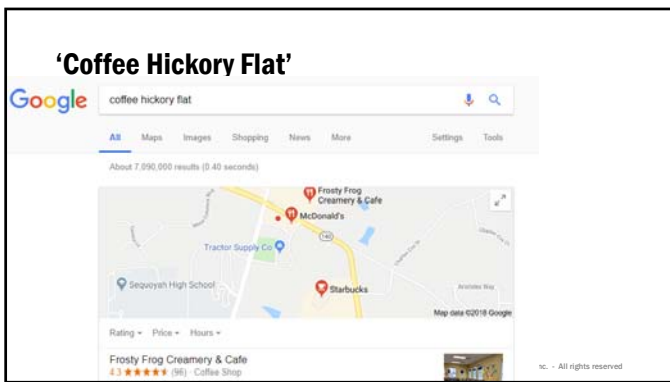 ‘Coffee Hickory Flat’
Google
coffee hickory flat
All Maps Images Shopping News More Settings Tools
About 7,090,000 results (0.40 seconds)
Frosty Frog
Creamery & Cafe
McDonald's
140
Tractor Supply Co
Sequoyah High School
Starbucks
Map data ©2018 Google
Rating Price Hours
Frosty Frog Creamery & Cafe
4.3 ★★★★★ (96) · Coffee Shop
nc. - All rights reserved